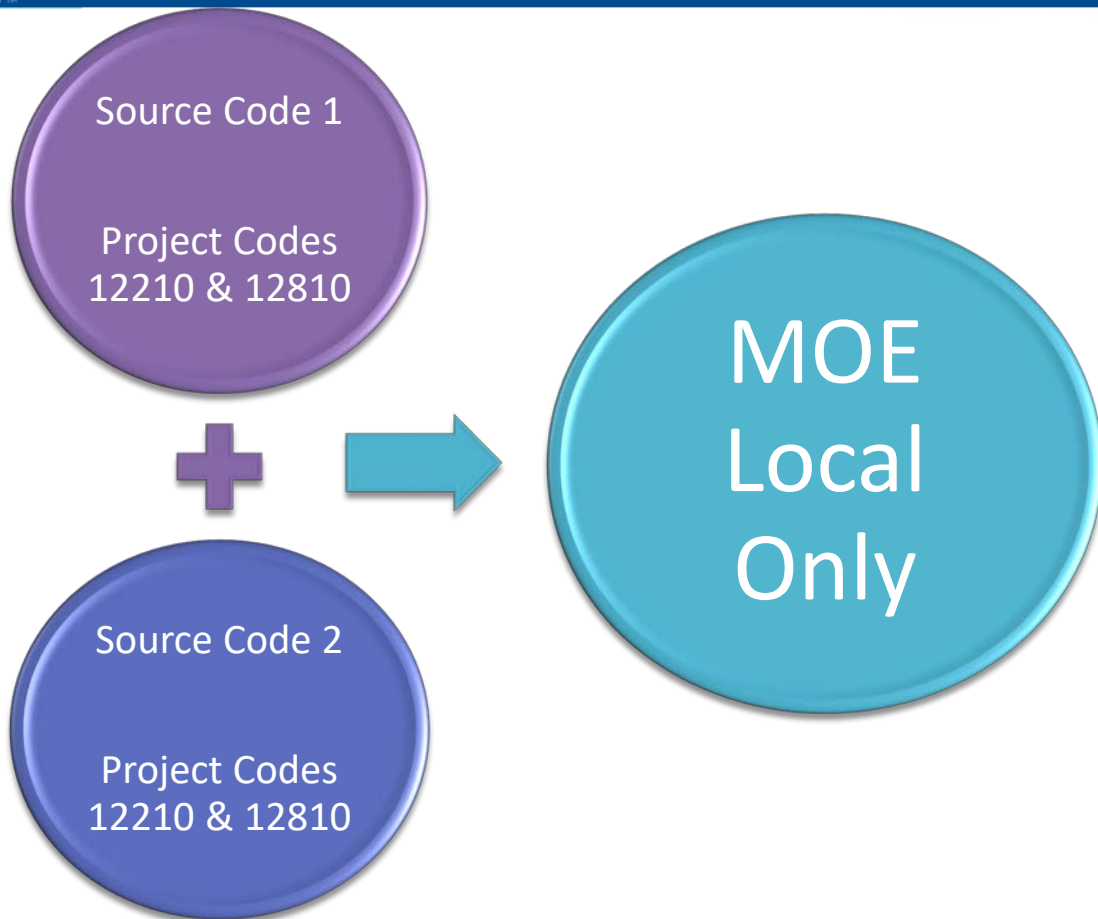 Source Code 1
Project Codes
12210 & 12810
Source Code 2
Project Codes
12210 & 12810
MOE
Local
Only